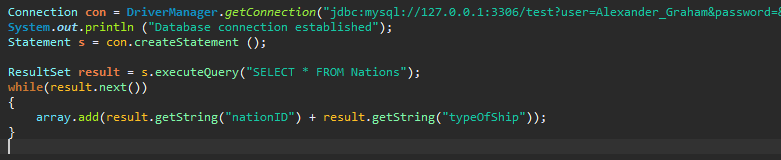 Connection con = DriverManager.getConnection("jdbc:mysql://127.0.0.1:3306/test?user=Alexander_Graham&password=&
System.out.println ("Database connection established");
Statement s = con.createStatement ();
ResultSet result = s.executeQuery("SELECT * FROM Nations");
while(result.next())
{
array.add(result.getString("nationID") + result.getString("typeOfShip"));
}